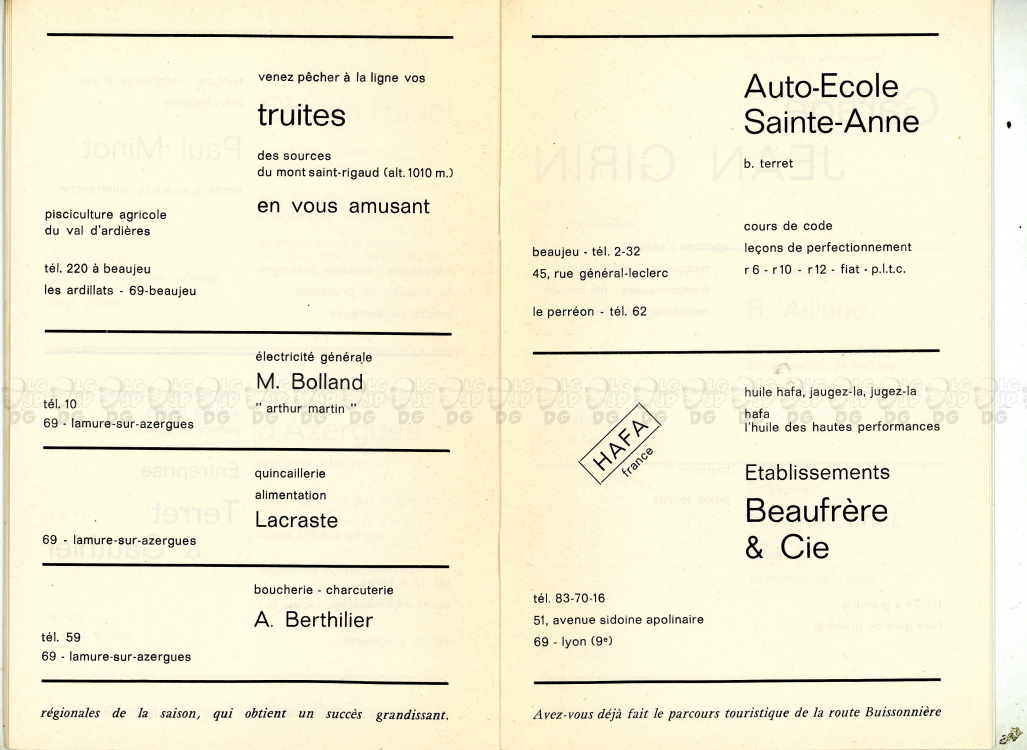 venez pêcher à la ligne vos
truites
des sources
du mont saint-rigaud (alt. 1010 m.)
en vous amusant
pisciculture agricole
du val d'ardières
tél. 220 à beaujeu
les ardillats - 69-beaujeu
électricité générale
M. Bolland
" arthur martin "
tél. 10
69 - lamure-sur-azergues
quincaillerie
alimentation
Lacraste
69 - lamure-sur-azergues
boucherie - charcuterie
A. Berthilier
tél. 59
69 - lamure-sur-azergues
régionales de la saison, qui obtient un succès grandissant.
Auto-Ecole
Sainte-Anne
b. terret
cours de code
leçons de perfectionnement
r 6 - r 10 - r 12 - fiat - p.l.t.c.
beaujeu - tél. 2-32
45, rue général-leclerc
le perréon - tél. 62
huile hafa, jaugez-la, jugez-la
hafa
l'huile des hautes performances
HAFA
france
Etablissements
Beaufrère
& Cie
tél. 83-70-16
51, avenue sidoine apolinaire
69 - lyon (9e)
Avez-vous déjà fait le parcours touristique de la route Buissonnière